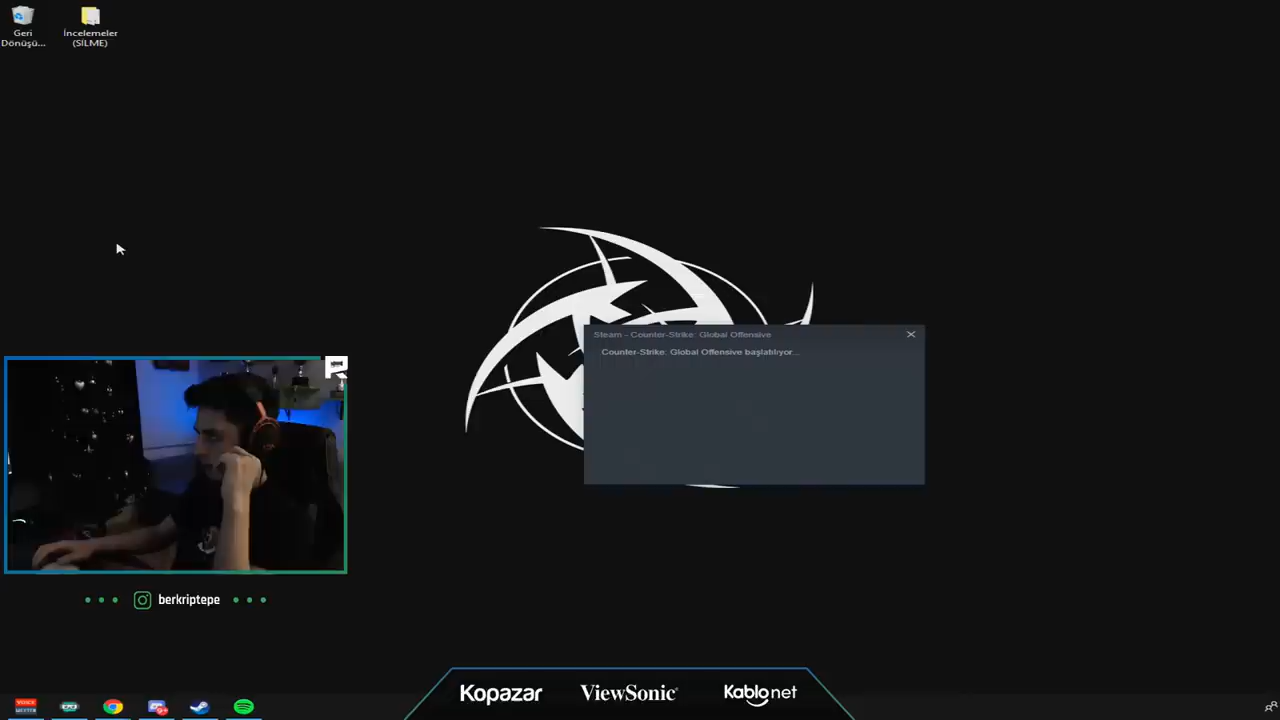 Geri
Dönüşü...
İncelemeler
(SİLME)
Steam - Counter-Strike: Global Offensive
Counter-Strike: Global Offensive başlatılıyor...
berkriptepe
Kopazar
ViewSonic
Kablonet